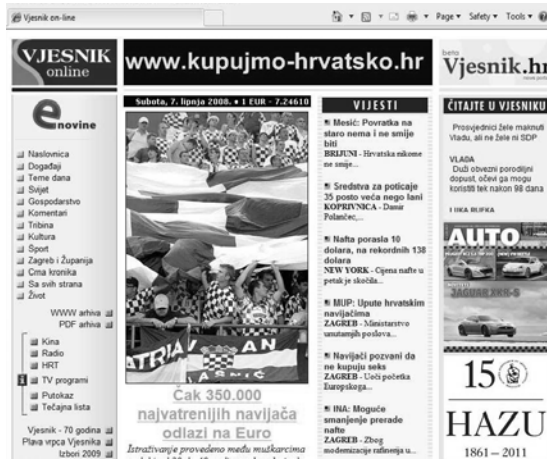 Vjesnik on-line
Page
Safety
Tools
VJESNIK
online
www.kupujmo-hrvatsko.hr
beta
Vjesnik.hr
e
novine
Naslovnica
Događaji
Teme dana
Svijet
Gospodarstvo
Komentari
Tribina
Kultura
Sport
Zagreb i Županija
Crna kronika
Sa svih strana
Život
WWW arhiva
PDF arhiva
Kina
Radio
HRT
TV programi
Putokaz
Tečajna lista
Vjesnik - 70 godina
Plava vrpca Vjesnika
Izbori 2009
Subota, 7. lipnja 2008. • 1 EUR - 7.24610
Čak 350.000
najvatrenijih navijača
odlazi na Euro
Istraživanje provedeno među muškarcima
VIJESTI
Mesić: Povratka na
staro nema i ne smije
biti
BRIJUNI - Hrvatska nikome
ne smije...
Sredstva za poticaje
35 posto veća nego lani
KOPRIVNICA - Damir
Polančec,...
Nafta porasla 10
dolara, na rekordnih 138
dolara
NEW YORK - Cijena nafte u
petak je skočila...
MUP: Upute hrvatskim
navijačima
ZAGREB - Ministarstvo
unutarnjih poslova...
Navijači pozvani da
ne kupuju seks
ZAGREB - Uoči početka
Europskoga...
INA: Moguće
smanjenje prerade
nafte
ZAGREB - Zbog
modernizacije rafinerija u...
ČITAJTE U VJESNIKU
Prosvjednici žele maknuti
Vladu, ali ne žele ni SDP
VLADA
Duži obvezni porodiljni
dopust, očevi ga mogu
koristiti tek nakon 98 dana
AUTO
JAGUAR XKR-S
150
HAZU
1861 – 2011